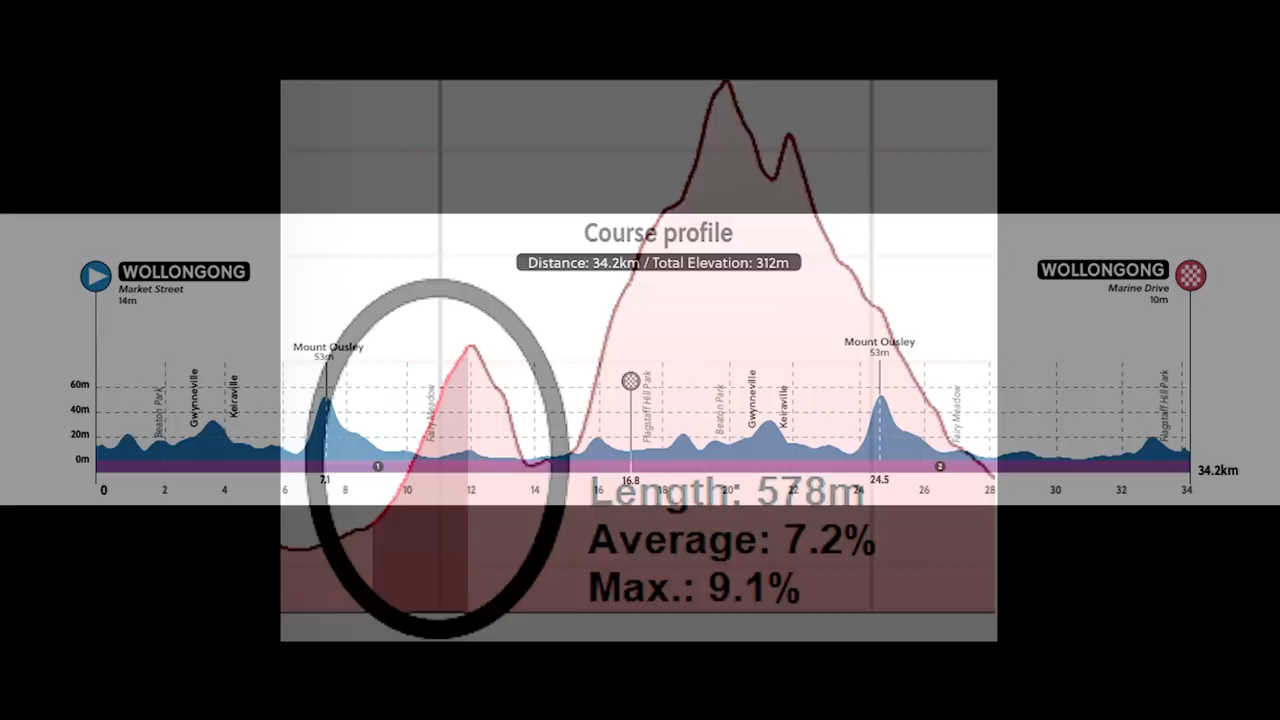 Course profile
Distance: 34.2km / Total Elevation: 312m
WOLLONGONG
Market Street
14m
WOLLONGONG
Marine Drive
10m
Mount Ousley
53m
Mount Ousley
53m
60m
40m
20m
0m
Beaton Park
Gwynneville
Keiraville
Fairy Meadow
Flagstaff Hill Park
Beaton Park
Gwynneville
Keiraville
Fairy Meadow
Flagstaff Hill Park
1
2
34.2km
7.1
16.8
24.5
0 2 4 6 8 10 12 14 16 18 20 22 24 26 28 30 32 34
Length: 578m
Average: 7.2%
Max.: 9.1%